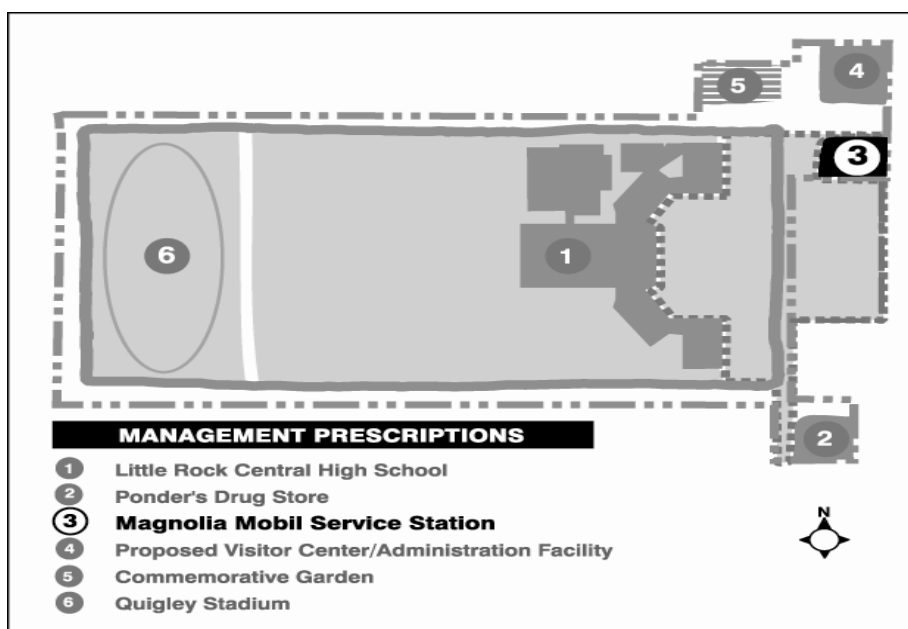 5
4
3
6
1
2
MANAGEMENT PRESCRIPTIONS
1 Little Rock Central High School
2 Ponder's Drug Store
3 Magnolia Mobil Service Station
4 Proposed Visitor Center/Administration Facility
5 Commemorative Garden
6 Quigley Stadium
N